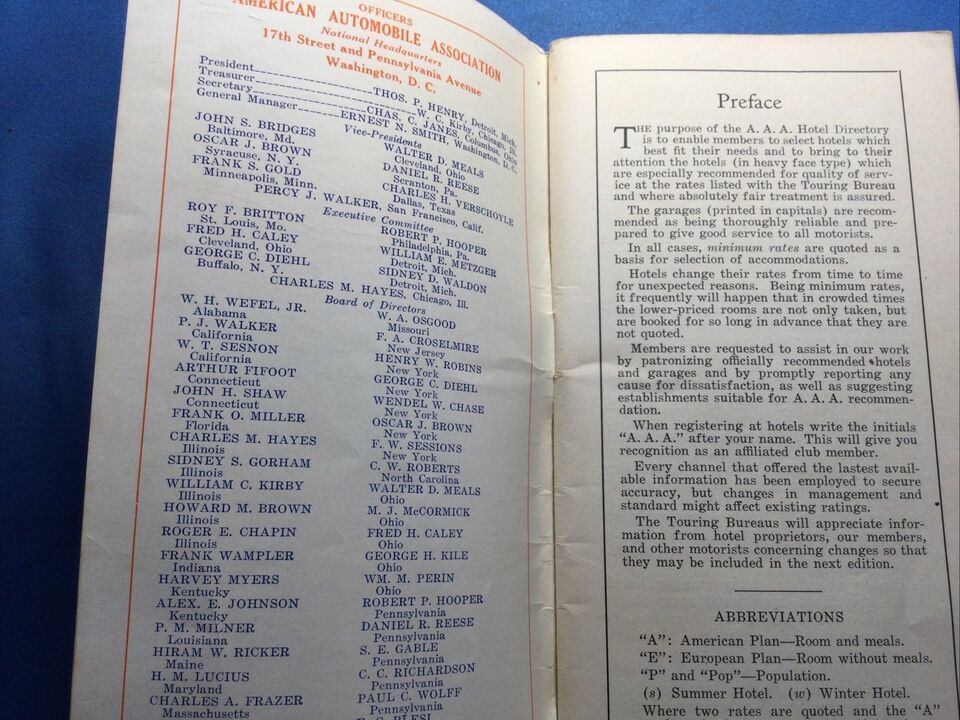 OFFICERS
AMERICAN AUTOMOBILE ASSOCIATION
National Headquarters
17th Street and Pennsylvania Avenue
Washington, D. C.
President THOS. P. HENRY, Detroit, Mich.
Treasurer W. C. Kirby, Chicago, Ill.
Secretary CHAS. C. JANES, Columbus, Ohio
General Manager ERNEST N. SMITH, Washington, D. C.
Vice-Presidents
JOHN S. BRIDGES
Baltimore, Md.
OSCAR J. BROWN
Syracuse, N. Y.
FRANK S. GOLD
Minneapolis, Minn.
WALTER D. MEALS
Cleveland, Ohio
DANIEL R. REESE
Scranton, Pa.
CHARLES H. VERSCHOYLE
Dallas, Texas
PERCY J. WALKER, San Francisco, Calif.
Executive Committee
ROY F. BRITTON
St. Louis, Mo.
FRED H. CALEY
Cleveland, Ohio
GEORGE C. DIEHL
Buffalo, N. Y.
ROBERT P. HOOPER
Philadelphia, Pa.
WILLIAM E. METZGER
Detroit, Mich.
SIDNEY D. WALDON
Detroit, Mich.
CHARLES M. HAYES, Chicago, Ill.
Board of Directors
W. H. WEFEL, JR.
Alabama
P. J. WALKER
California
W. T. SESNON
California
ARTHUR FIFOOT
Connecticut
JOHN H. SHAW
Connecticut
FRANK O. MILLER
Florida
CHARLES M. HAYES
Illinois
SIDNEY S. GORHAM
Illinois
WILLIAM C. KIRBY
Illinois
HOWARD M. BROWN
Illinois
ROGER E. CHAPIN
Illinois
FRANK WAMPLER
Indiana
HARVEY MYERS
Kentucky
ALEX. E. JOHNSON
Kentucky
P. M. MILNER
Louisiana
HIRAM W. RICKER
Maine
H. M. LUCIUS
Maryland
CHARLES A. FRAZER
Massachusetts
W. A. OSGOOD
Missouri
F. A. CROSELMIRE
New Jersey
HENRY W. ROBINS
New York
GEORGE C. DIEHL
New York
WENDEL W. CHASE
New York
OSCAR J. BROWN
New York
F. W. SESSIONS
New York
C. W. ROBERTS
North Carolina
WALTER D. MEALS
Ohio
M. J. McCORMICK
Ohio
FRED H. CALEY
Ohio
GEORGE H. KILE
Ohio
WM. M. PERIN
Ohio
ROBERT P. HOOPER
Pennsylvania
DANIEL R. REESE
Pennsylvania
S. E. GABLE
Pennsylvania
C. C. RICHARDSON
Pennsylvania
PAUL C. WOLFF
Pennsylvania
Preface
THE purpose of the A. A. A. Hotel Directory
is to enable members to select hotels which
best fit their needs and to bring to their
attention the hotels (in heavy face type) which
are especially recommended for quality of serv-
ice at the rates listed with the Touring Bureau
and where absolutely fair treatment is assured.
The garages (printed in capitals) are recom-
mended as being thoroughly reliable and pre-
pared to give good service to all motorists.
In all cases, minimum rates are quoted as a
basis for selection of accommodations.
Hotels change their rates from time to time
for unexpected reasons. Being minimum rates,
it frequently will happen that in crowded times
the lower-priced rooms are not only taken, but
are booked for so long in advance that they are
not quoted.
Members are requested to assist in our work
by patronizing officially recommended hotels
and garages and by promptly reporting any
cause for dissatisfaction, as well as suggesting
establishments suitable for A. A. A. recommen-
dation.
When registering at hotels write the initials
"A. A. A." after your name. This will give you
recognition as an affiliated club member.
Every channel that offered the lastest avail-
able information has been employed to secure
accuracy, but changes in management and
standard might affect existing ratings.
The Touring Bureaus will appreciate infor-
mation from hotel proprietors, our members,
and other motorists concerning changes so that
they may be included in the next edition.
ABBREVIATIONS
"A": American Plan—Room and meals.
"E": European Plan—Room without meals.
"P" and "Pop"—Population.
(s) Summer Hotel. (w) Winter Hotel.
Where two rates are quoted and the "A"